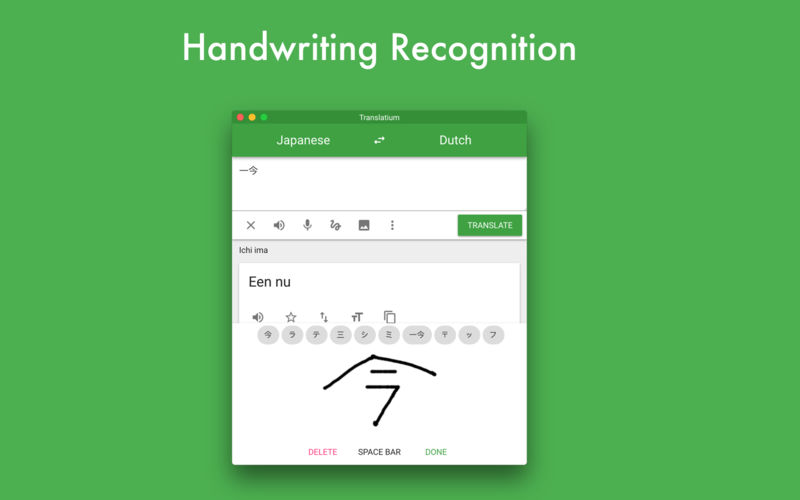 Handwriting Recognition
Translatium
Japanese Dutch
一今
TRANSLATE
Ichi ima
Een nu
今 ラ テ 三 シ ミ 一今 〒 ッ フ
今
DELETE SPACE BAR DONE